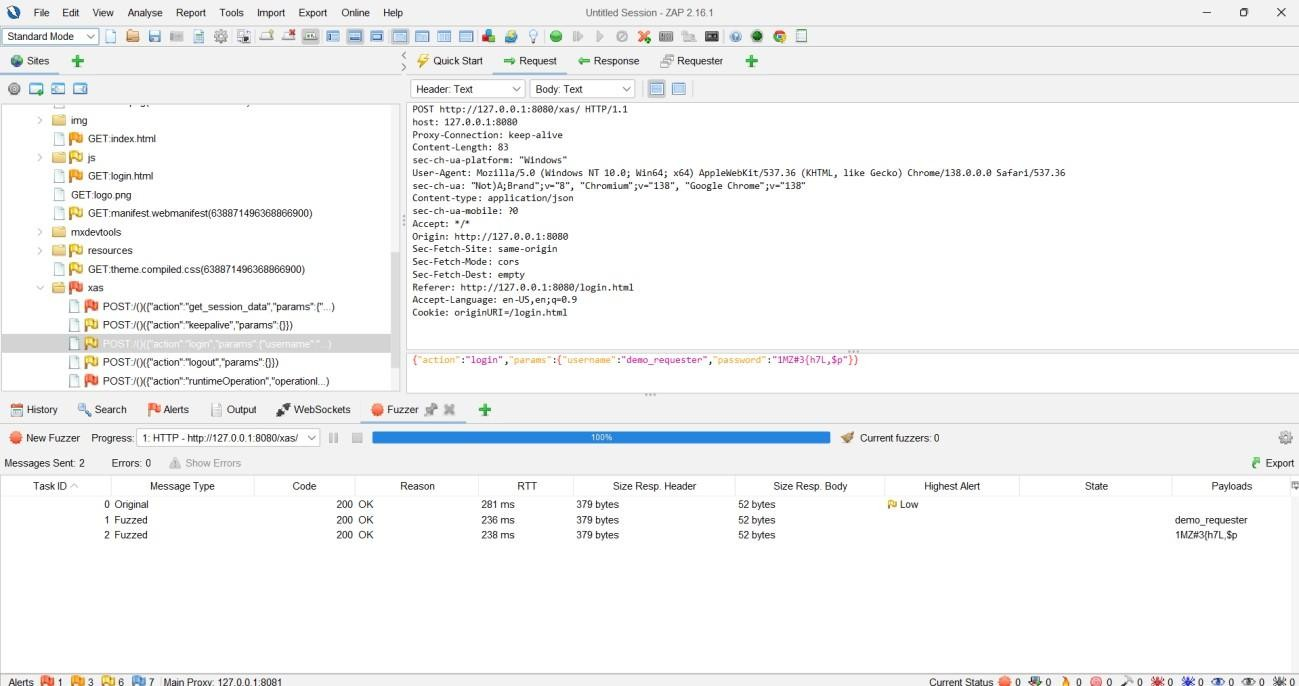 File Edit View Analyse Report Tools Import Export Online Help Untitled Session - ZAP 2.16.1
Standard Mode
Sites
Quick Start Request Response Requester
Header: Text Body: Text
img
GET:index.html
js
GET:login.html
GET:logo.png
GET:manifest.webmanifest(638871496368866900)
mxdevtools
resources
GET:theme.compiled.css(638871496368866900)
xas
POST:/()({"action":"get_session_data","params":{"...)
POST:/()({"action":"keepalive","params":{}})
POST:/()({"action":"login","params":{"username":"...)
POST:/()({"action":"logout","params":{}})
POST:/()({"action":"runtimeOperation","operationI...)
POST http://127.0.0.1:8080/xas/ HTTP/1.1
host: 127.0.0.1:8080
Proxy-Connection: keep-alive
Content-Length: 83
sec-ch-ua-platform: "Windows"
User-Agent: Mozilla/5.0 (Windows NT 10.0; Win64; x64) AppleWebKit/537.36 (KHTML, like Gecko) Chrome/138.0.0.0 Safari/537.36
sec-ch-ua: "Not)A;Brand";v="8", "Chromium";v="138", "Google Chrome";v="138"
Content-type: application/json
sec-ch-ua-mobile: ?0
Accept: */*
Origin: http://127.0.0.1:8080
Sec-Fetch-Site: same-origin
Sec-Fetch-Mode: cors
Sec-Fetch-Dest: empty
Referer: http://127.0.0.1:8080/login.html
Accept-Language: en-US,en;q=0.9
Cookie: originURI=/login.html
{"action":"login","params":{"username":"demo_requester","password":"1MZ#3{h7L,$p"}}
History Search Alerts Output WebSockets Fuzzer
New Fuzzer Progress: 1: HTTP - http://127.0.0.1:8080/xas/ 100% Current fuzzers: 0
Messages Sent: 2 Errors: 0 Show Errors Export
Task ID Message Type Code Reason RTT Size Resp. Header Size Resp. Body Highest Alert State Payloads
0 Original 200 OK 281 ms 379 bytes 52 bytes Low
1 Fuzzed 200 OK 236 ms 379 bytes 52 bytes demo_requester
2 Fuzzed 200 OK 238 ms 379 bytes 52 bytes 1MZ#3{h7L,$p
Alerts 1 3 6 7 Main Proxy: 127.0.0.1:8081 Current Status 0 0 0 0 0 0 0 0 0 0